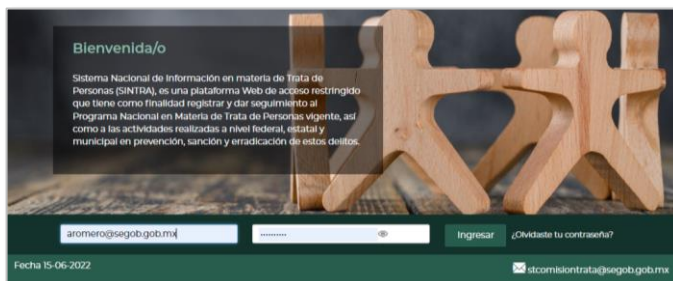 Bienvenida/o
Sistema Nacional de Información en materia de Trata de
Personas (SINTRA), es una plataforma Web de acceso restringido
que tiene como finalidad registrar y dar seguimiento al
Programa Nacional en Materia de Trata de Personas vigente, así
como a las actividades realizadas a nivel federal, estatal y
municipal en prevención, sanción y erradicación de estos delitos.
aromero@segob.gob.mx
Ingresar
¿Olvidaste tu contraseña?
Fecha 15-06-2022
stcomisiontrata@segob.gob.mx